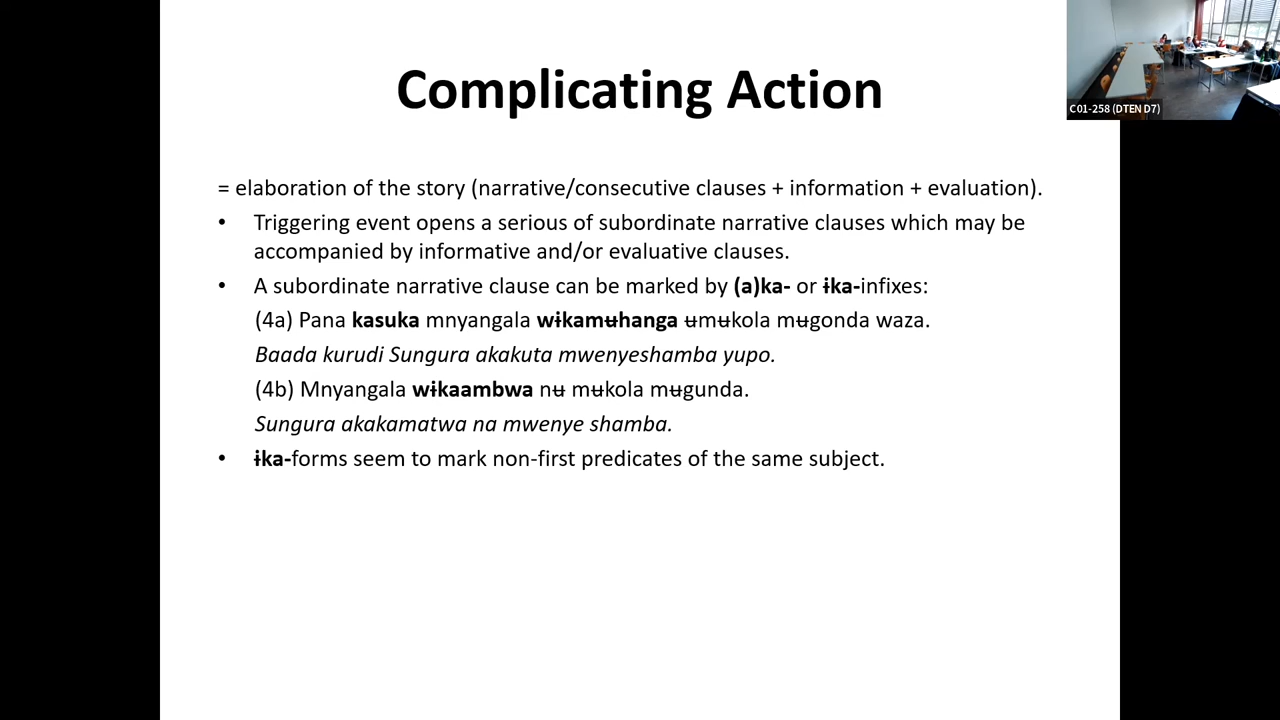 Complicating Action
C01-258 (DTEN D7)
= elaboration of the story (narrative/consecutive clauses + information + evaluation).
• Triggering event opens a serious of subordinate narrative clauses which may be
accompanied by informative and/or evaluative clauses.
• A subordinate narrative clause can be marked by (a)ka- or ɨka-infixes:
(4a) Pana kasuka mnyangala wɨkamʉhanga ʉmʉkola mʉgonda waza.
Baada kurudi Sungura akakuta mwenyeshamba yupo.
(4b) Mnyangala wɨkaambwa nʉ mʉkola mʉgunda.
Sungura akakamatwa na mwenye shamba.
• ɨka-forms seem to mark non-first predicates of the same subject.